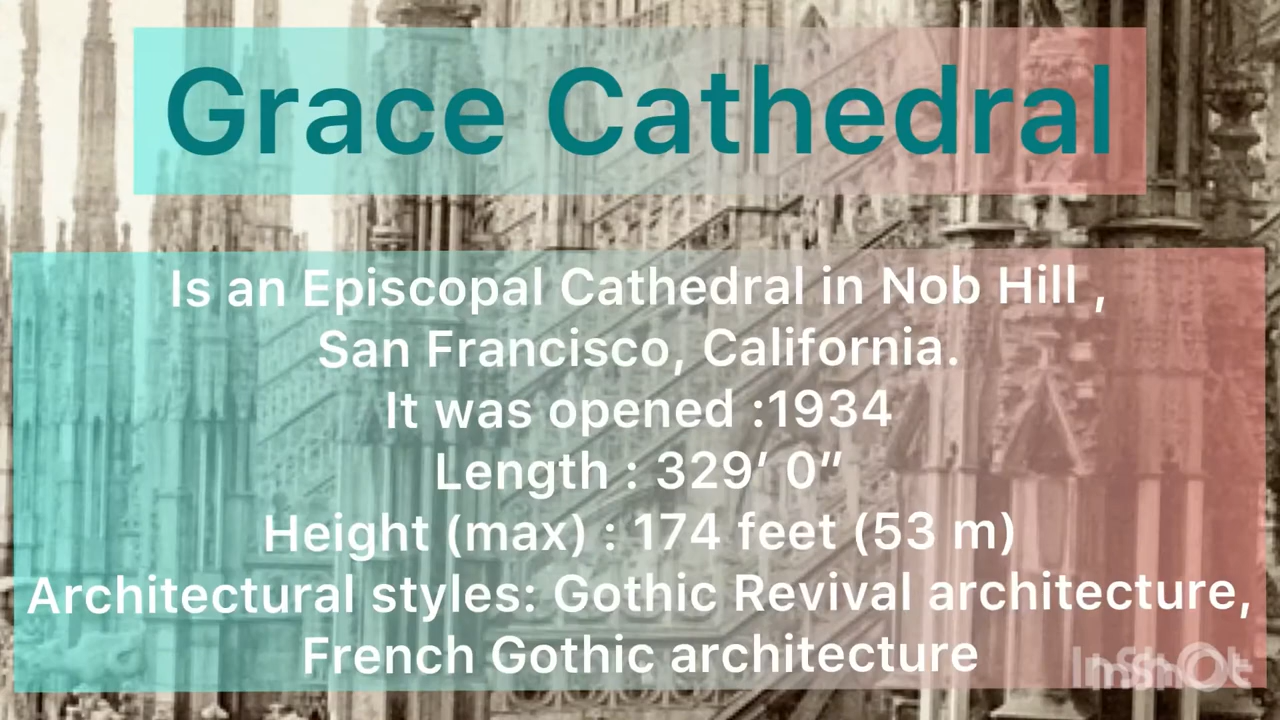 Grace Cathedral
Is an Episcopal Cathedral in Nob Hill ,
San Francisco, California.
It was opened :1934
Length : 329’ 0”
Height (max) : 174 feet (53 m)
Architectural styles: Gothic Revival architecture,
French Gothic architecture
InShOt